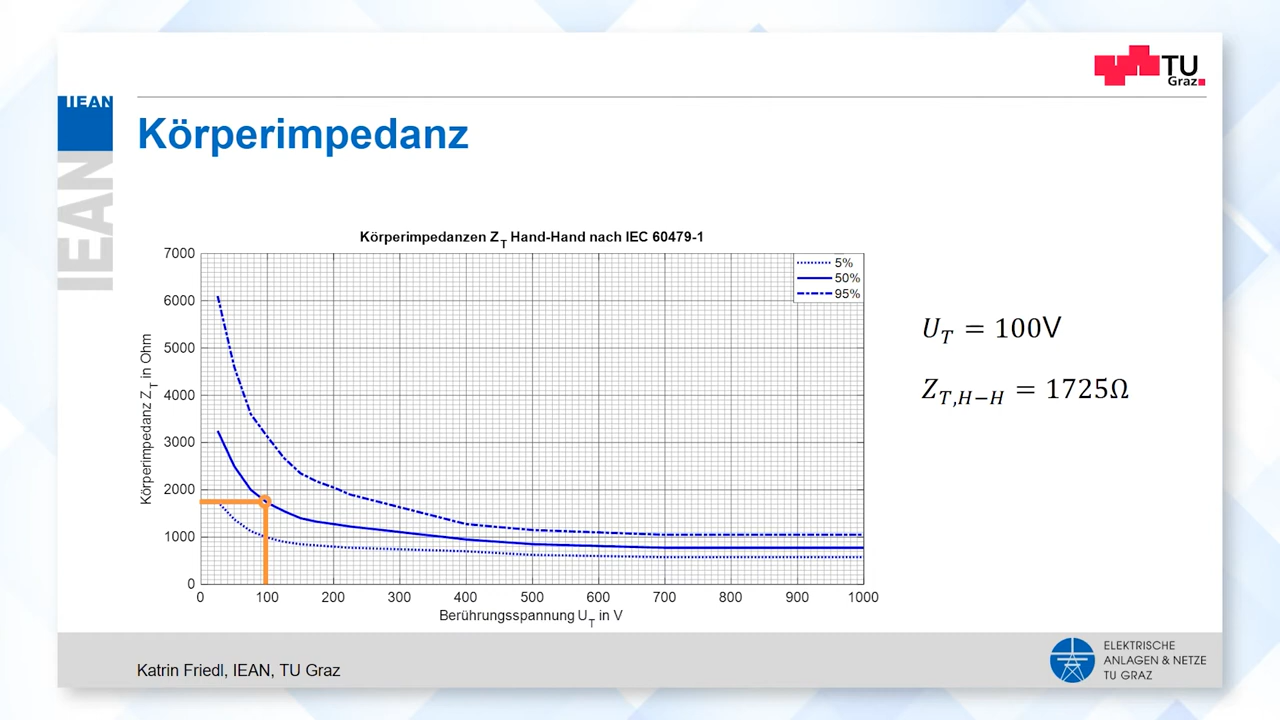 TU
Graz
IEAN
Körperimpedanz
IEAN
Körperimpedanzen Z_T Hand-Hand nach IEC 60479-1
7000
6000
5000
4000
3000
2000
1000
0
Körperimpedanz Z_T in Ohm
5%
50%
95%
0 100 200 300 400 500 600 700 800 900 1000
Berührungsspannung U_T in V
U_T = 100V
Z_{T,H−H} = 1725Ω
Katrin Friedl, IEAN, TU Graz
ELEKTRISCHE
ANLAGEN & NETZE
TU GRAZ